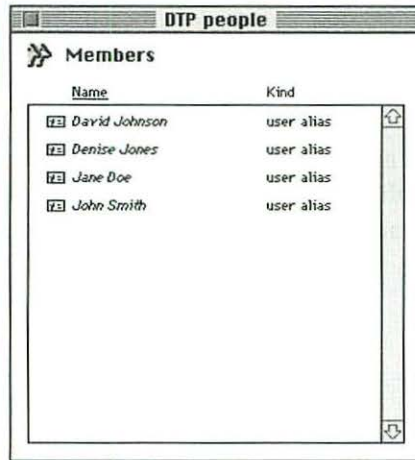 DTP people
Members
Name Kind
David Johnson user alias
Denise Jones user alias
Jane Doe user alias
John Smith user alias